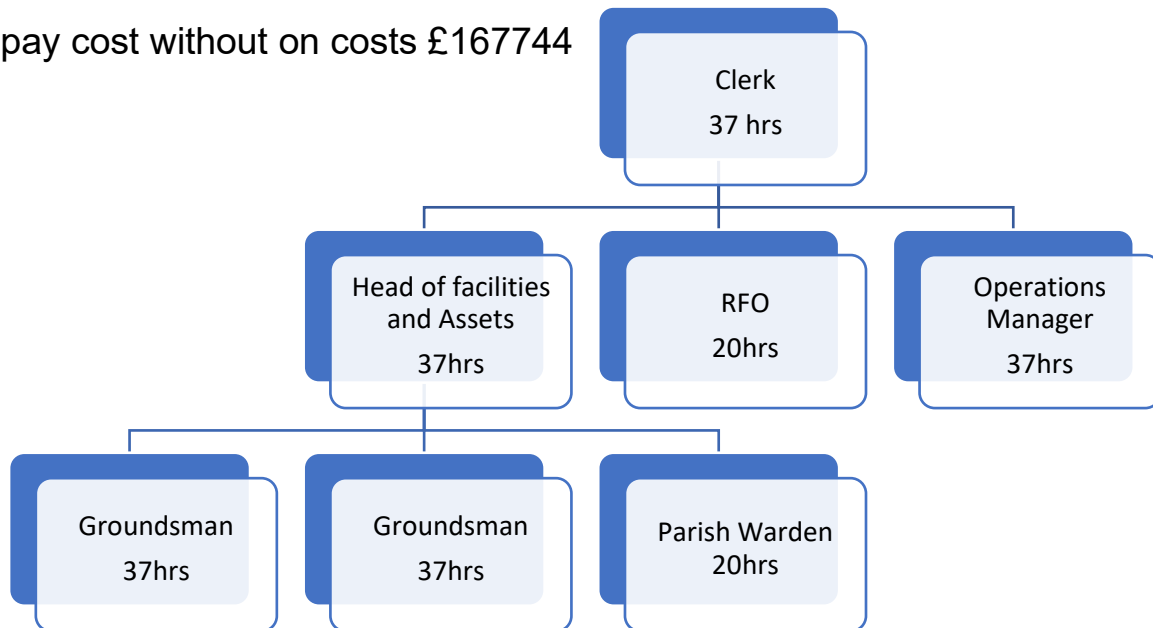 pay cost without on costs £167744
Clerk
37 hrs
Head of facilities
and Assets
37hrs
RFO
20hrs
Operations
Manager
37hrs
Groundsman
37hrs
Groundsman
37hrs
Parish Warden
20hrs